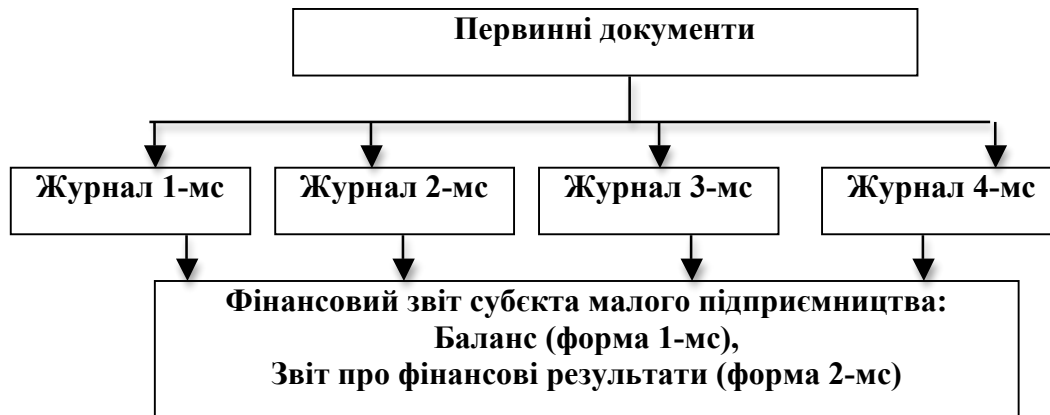 Первинні документи
Журнал 1-мс
Журнал 2-мс
Журнал 3-мс
Журнал 4-мс
Фінансовий звіт субєкта малого підприємництва:
Баланс (форма 1-мс),
Звіт про фінансові результати (форма 2-мс)